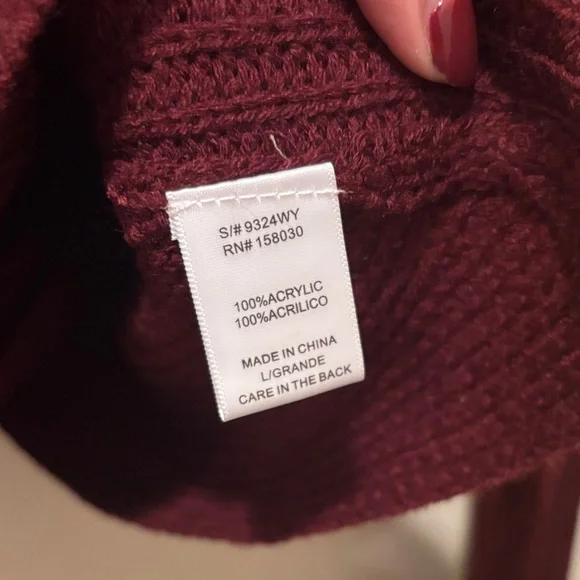 S/# 9324WY
RN# 158030
100%ACRYLIC
100%ACRILICO
MADE IN CHINA
L/GRANDE
CARE IN THE BACK